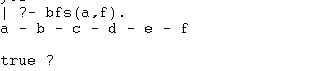 | ?- bfs(a,f).
a - b - c - d - e - f
true ?